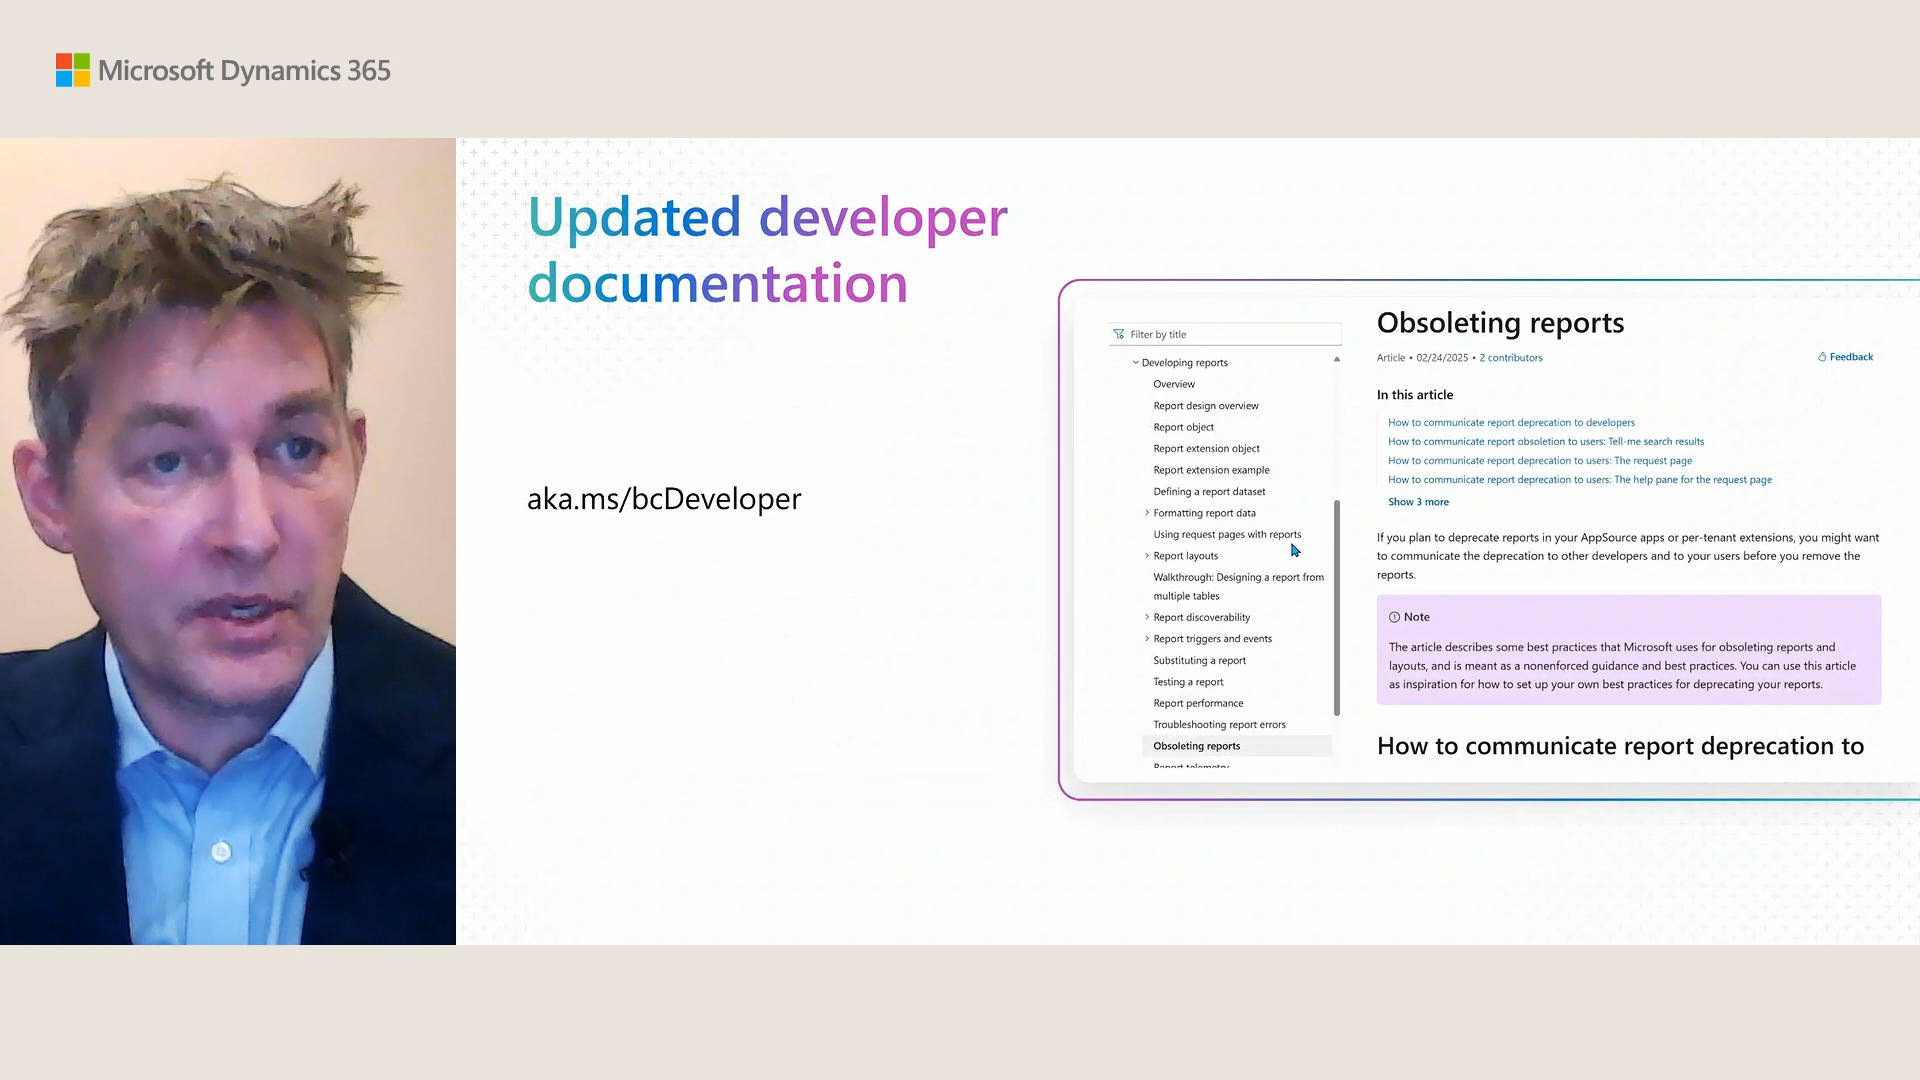 Microsoft Dynamics 365
Updated developer
documentation
aka.ms/bcDeveloper
Filter by title
Developing reports
Overview
Report design overview
Report object
Report extension object
Report extension example
Defining a report dataset
Formatting report data
Using request pages with reports
Report layouts
Walkthrough: Designing a report from
multiple tables
Report discoverability
Report triggers and events
Substituting a report
Testing a report
Report performance
Troubleshooting report errors
Obsoleting reports
Report telemetry
Obsoleting reports
Article • 02/24/2025 • 2 contributors
Feedback
In this article
How to communicate report deprecation to developers
How to communicate report obsoletion to users: Tell-me search results
How to communicate report deprecation to users: The request page
How to communicate report deprecation to users: The help pane for the request page
Show 3 more
If you plan to deprecate reports in your AppSource apps or per-tenant extensions, you might want
to communicate the deprecation to other developers and to your users before you remove the
reports.
Note
The article describes some best practices that Microsoft uses for obsoleting reports and
layouts, and is meant as a nonenforced guidance and best practices. You can use this article
as inspiration for how to set up your own best practices for deprecating your reports.
How to communicate report deprecation to